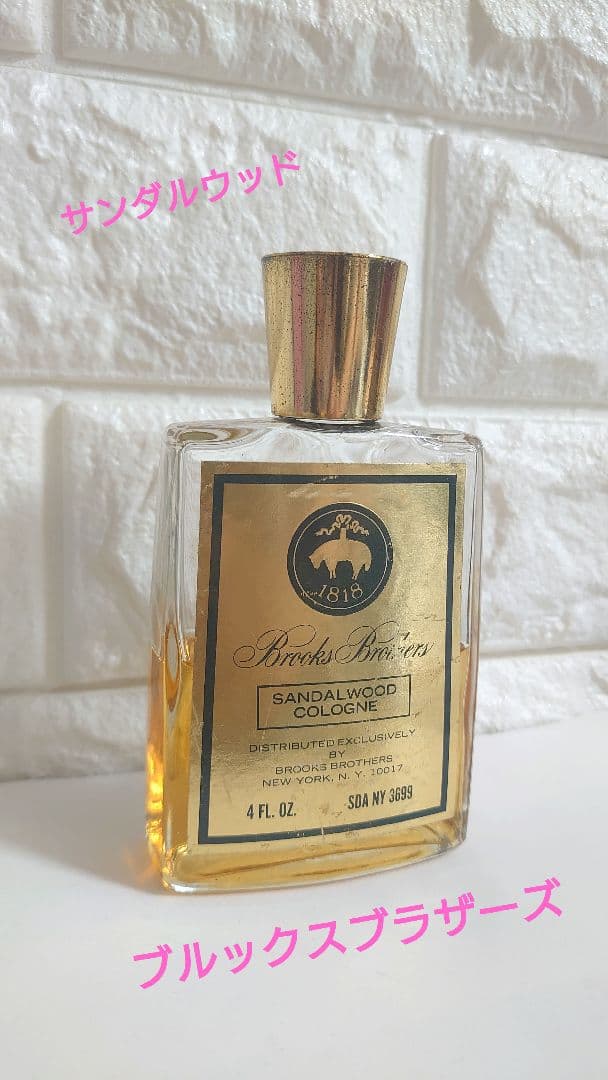 サンダルウッド
1818
Brooks Brothers
SANDALWOOD
COLOGNE
DISTRIBUTED EXCLUSIVELY
BY
BROOKS BROTHERS
NEW YORK, N. Y. 10017
4 FL. OZ. SDA NY 3699
ブルックスブラザーズ